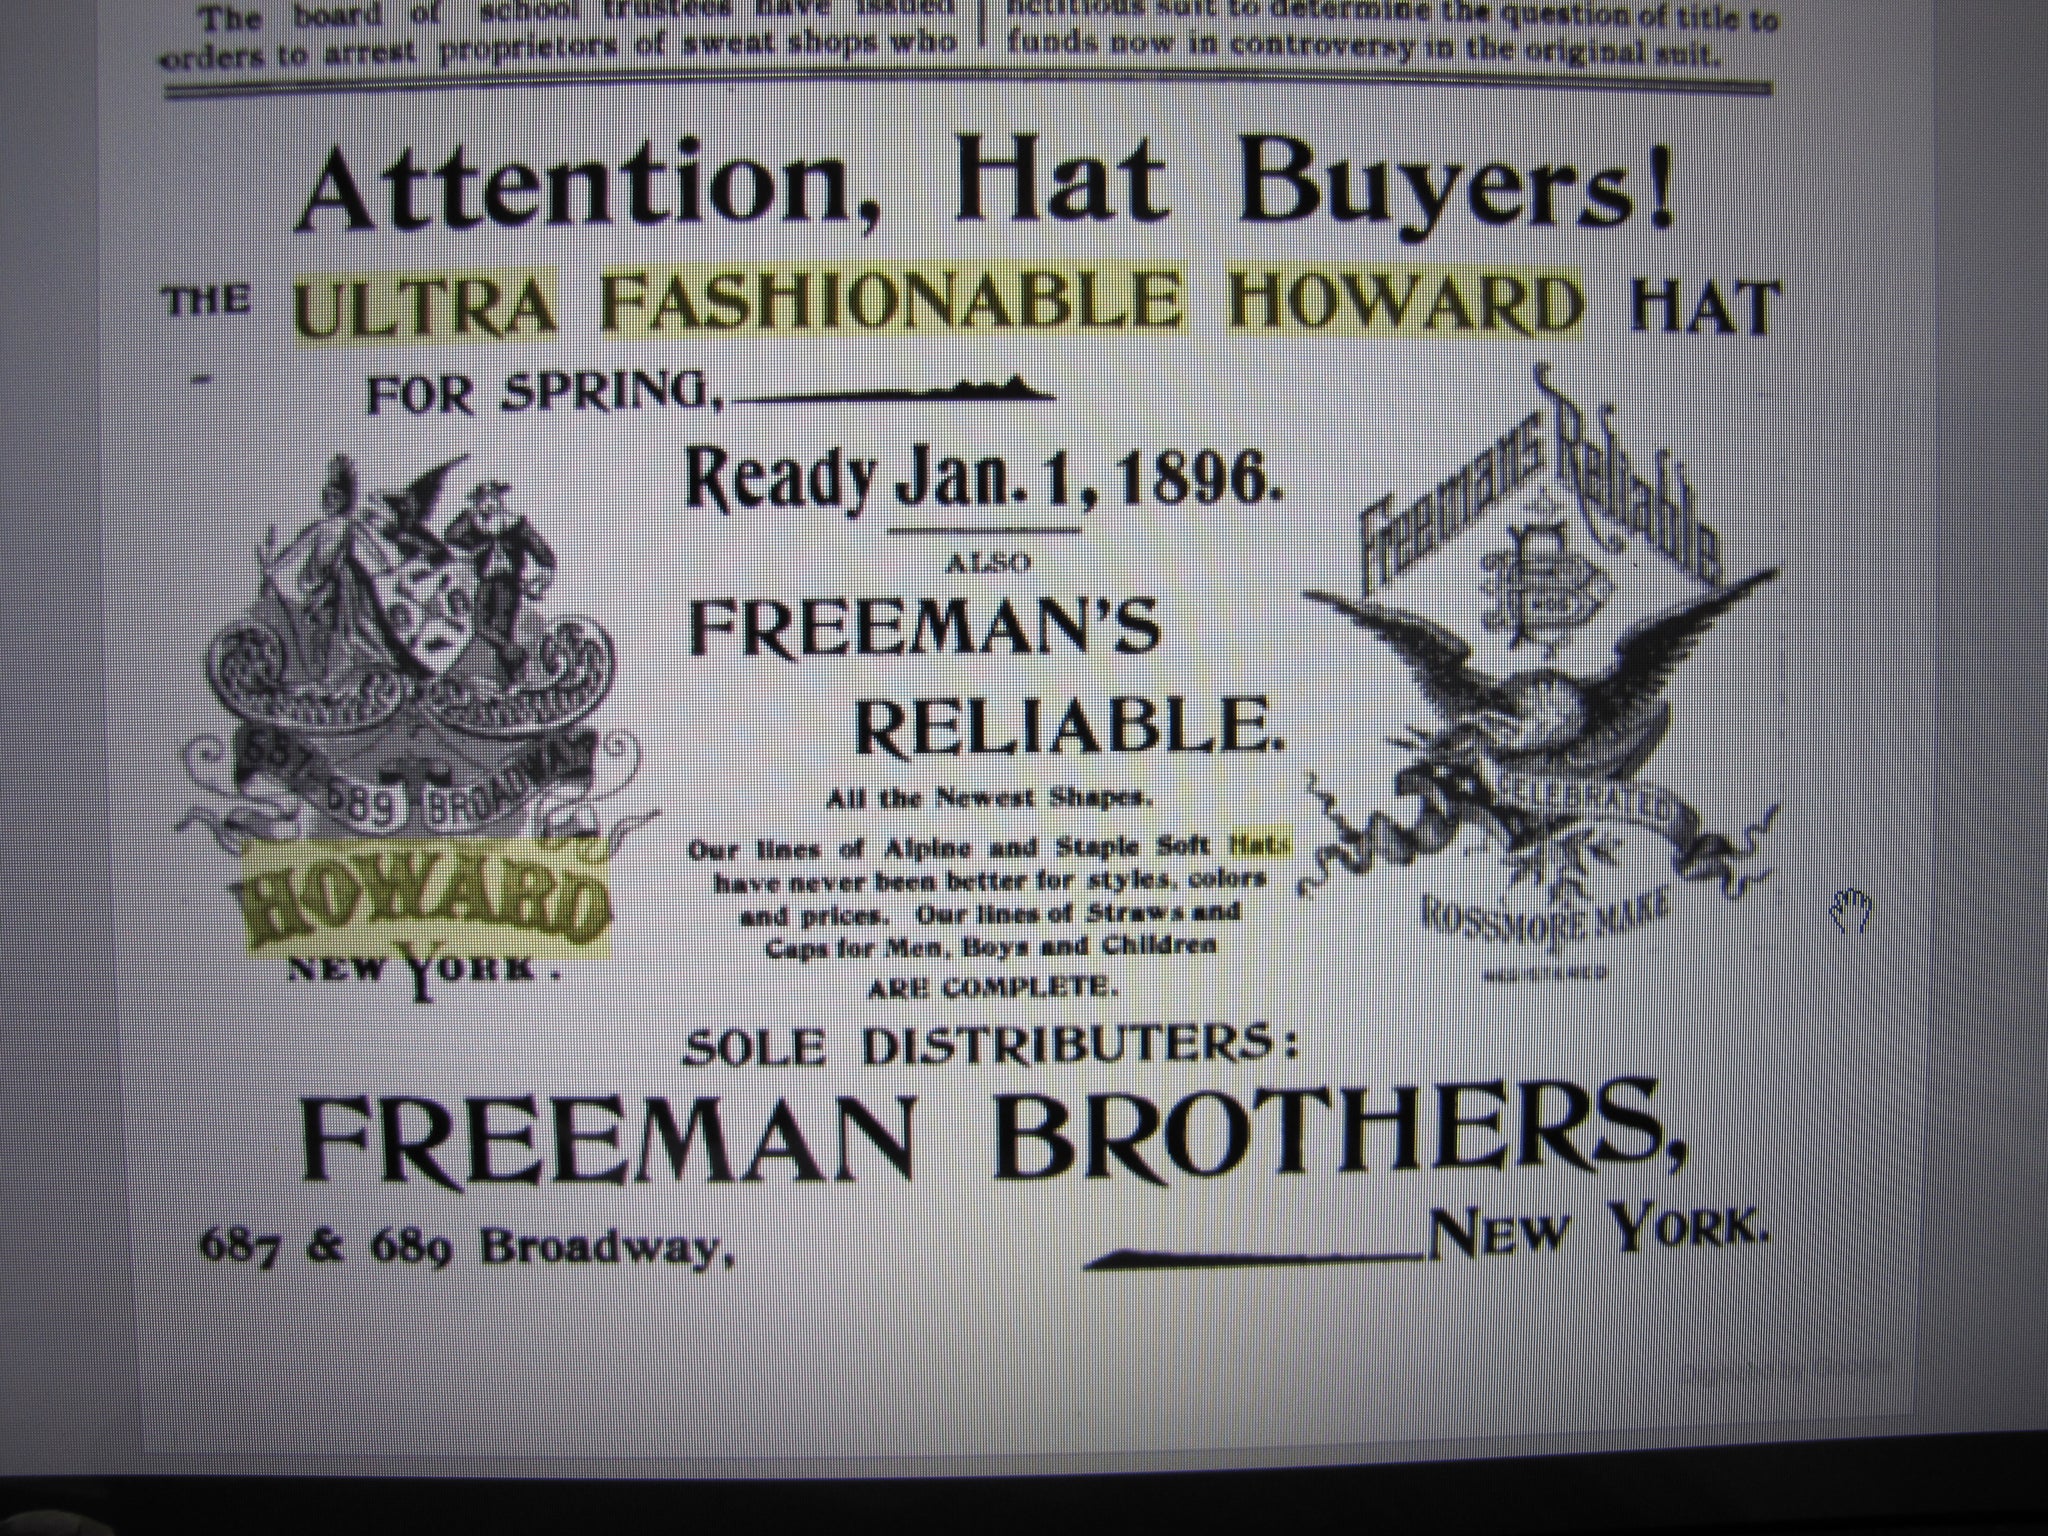 The board of school trustees have issued
orders to arrest proprietors of sweat shops who
fictitious suit to determine the question of title to
funds now in controversy in the original suit.
Attention, Hat Buyers!
THE ULTRA FASHIONABLE HOWARD HAT
FOR SPRING,
Ready Jan. 1, 1896.
ALSO
FREEMAN'S
RELIABLE.
All the Newest Shapes.
Our lines of Alpine and Staple Soft Hats
have never been better for styles, colors
and prices. Our lines of Straws and
Caps for Men, Boys and Children
ARE COMPLETE.
687-689 BROADWAY
HOWARD
NEW YORK.
Freemans Reliable
CELEBRATED
ROSSMORE MAKE
REGISTERED
SOLE DISTRIBUTERS:
FREEMAN BROTHERS,
687 & 689 Broadway,
NEW YORK.